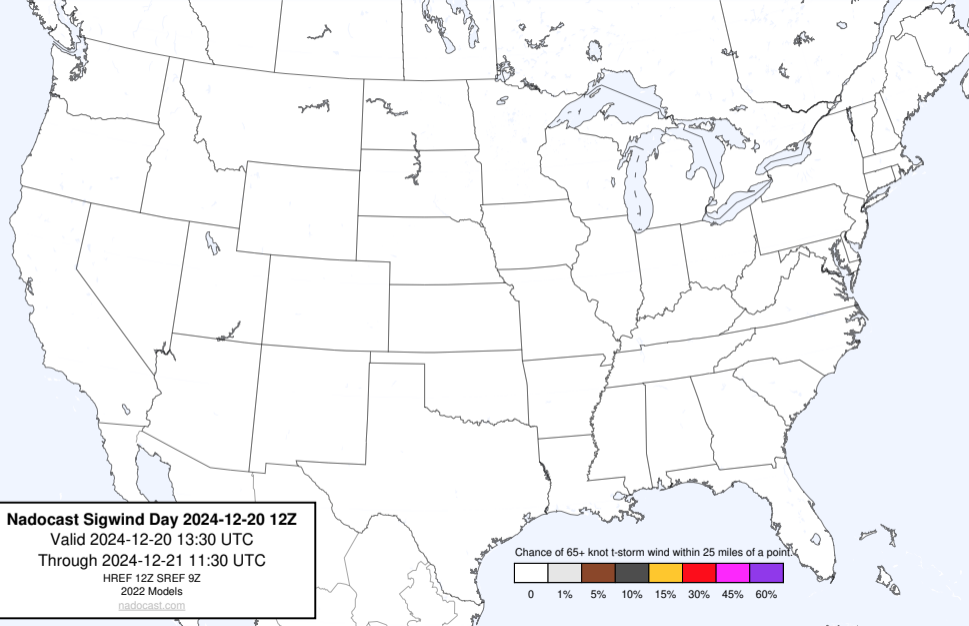 Nadocast Sigwind Day 2024-12-20 12Z
Valid 2024-12-20 13:30 UTC
Through 2024-12-21 11:30 UTC
HREF 12Z SREF 9Z
2022 Models
nadocast.com
Chance of 65+ knot t-storm wind within 25 miles of a point.
0 1% 5% 10% 15% 30% 45% 60%